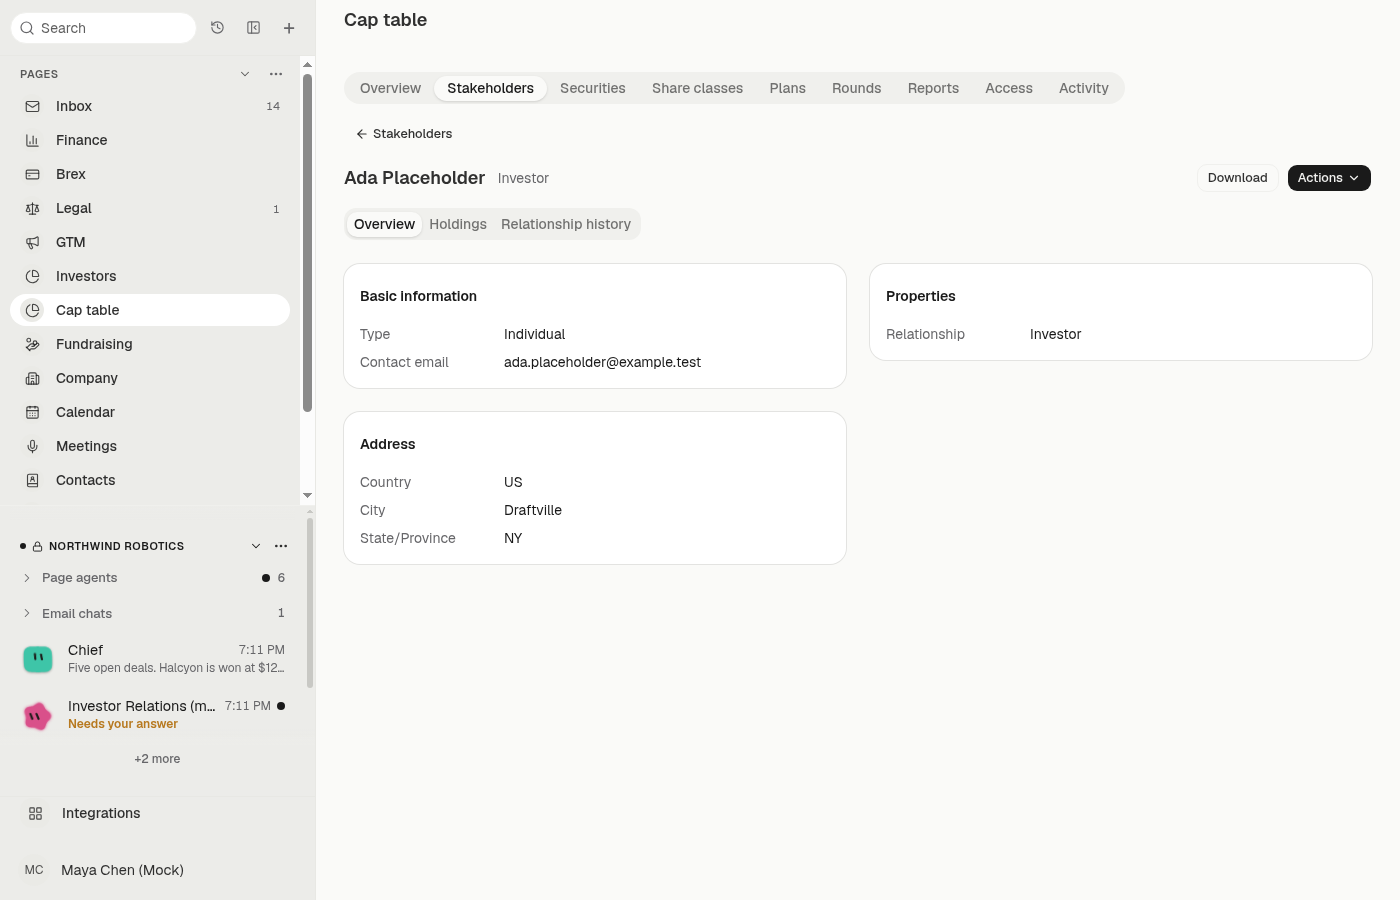 Search
PAGES
Inbox 14
Finance
Brex
Legal 1
GTM
Investors
Cap table
Fundraising
Company
Calendar
Meetings
Contacts
NORTHWIND ROBOTICS
Page agents 6
Email chats 1
Chief 7:11 PM
Five open deals. Halcyon is won at $12...
Investor Relations (m... 7:11 PM
Needs your answer
+2 more
Integrations
MC Maya Chen (Mock)
Cap table
Overview Stakeholders Securities Share classes Plans Rounds Reports Access Activity
Stakeholders
Ada Placeholder Investor
Download Actions
Overview Holdings Relationship history
Basic information
Type Individual
Contact email ada.placeholder@example.test
Properties
Relationship Investor
Address
Country US
City Draftville
State/Province NY